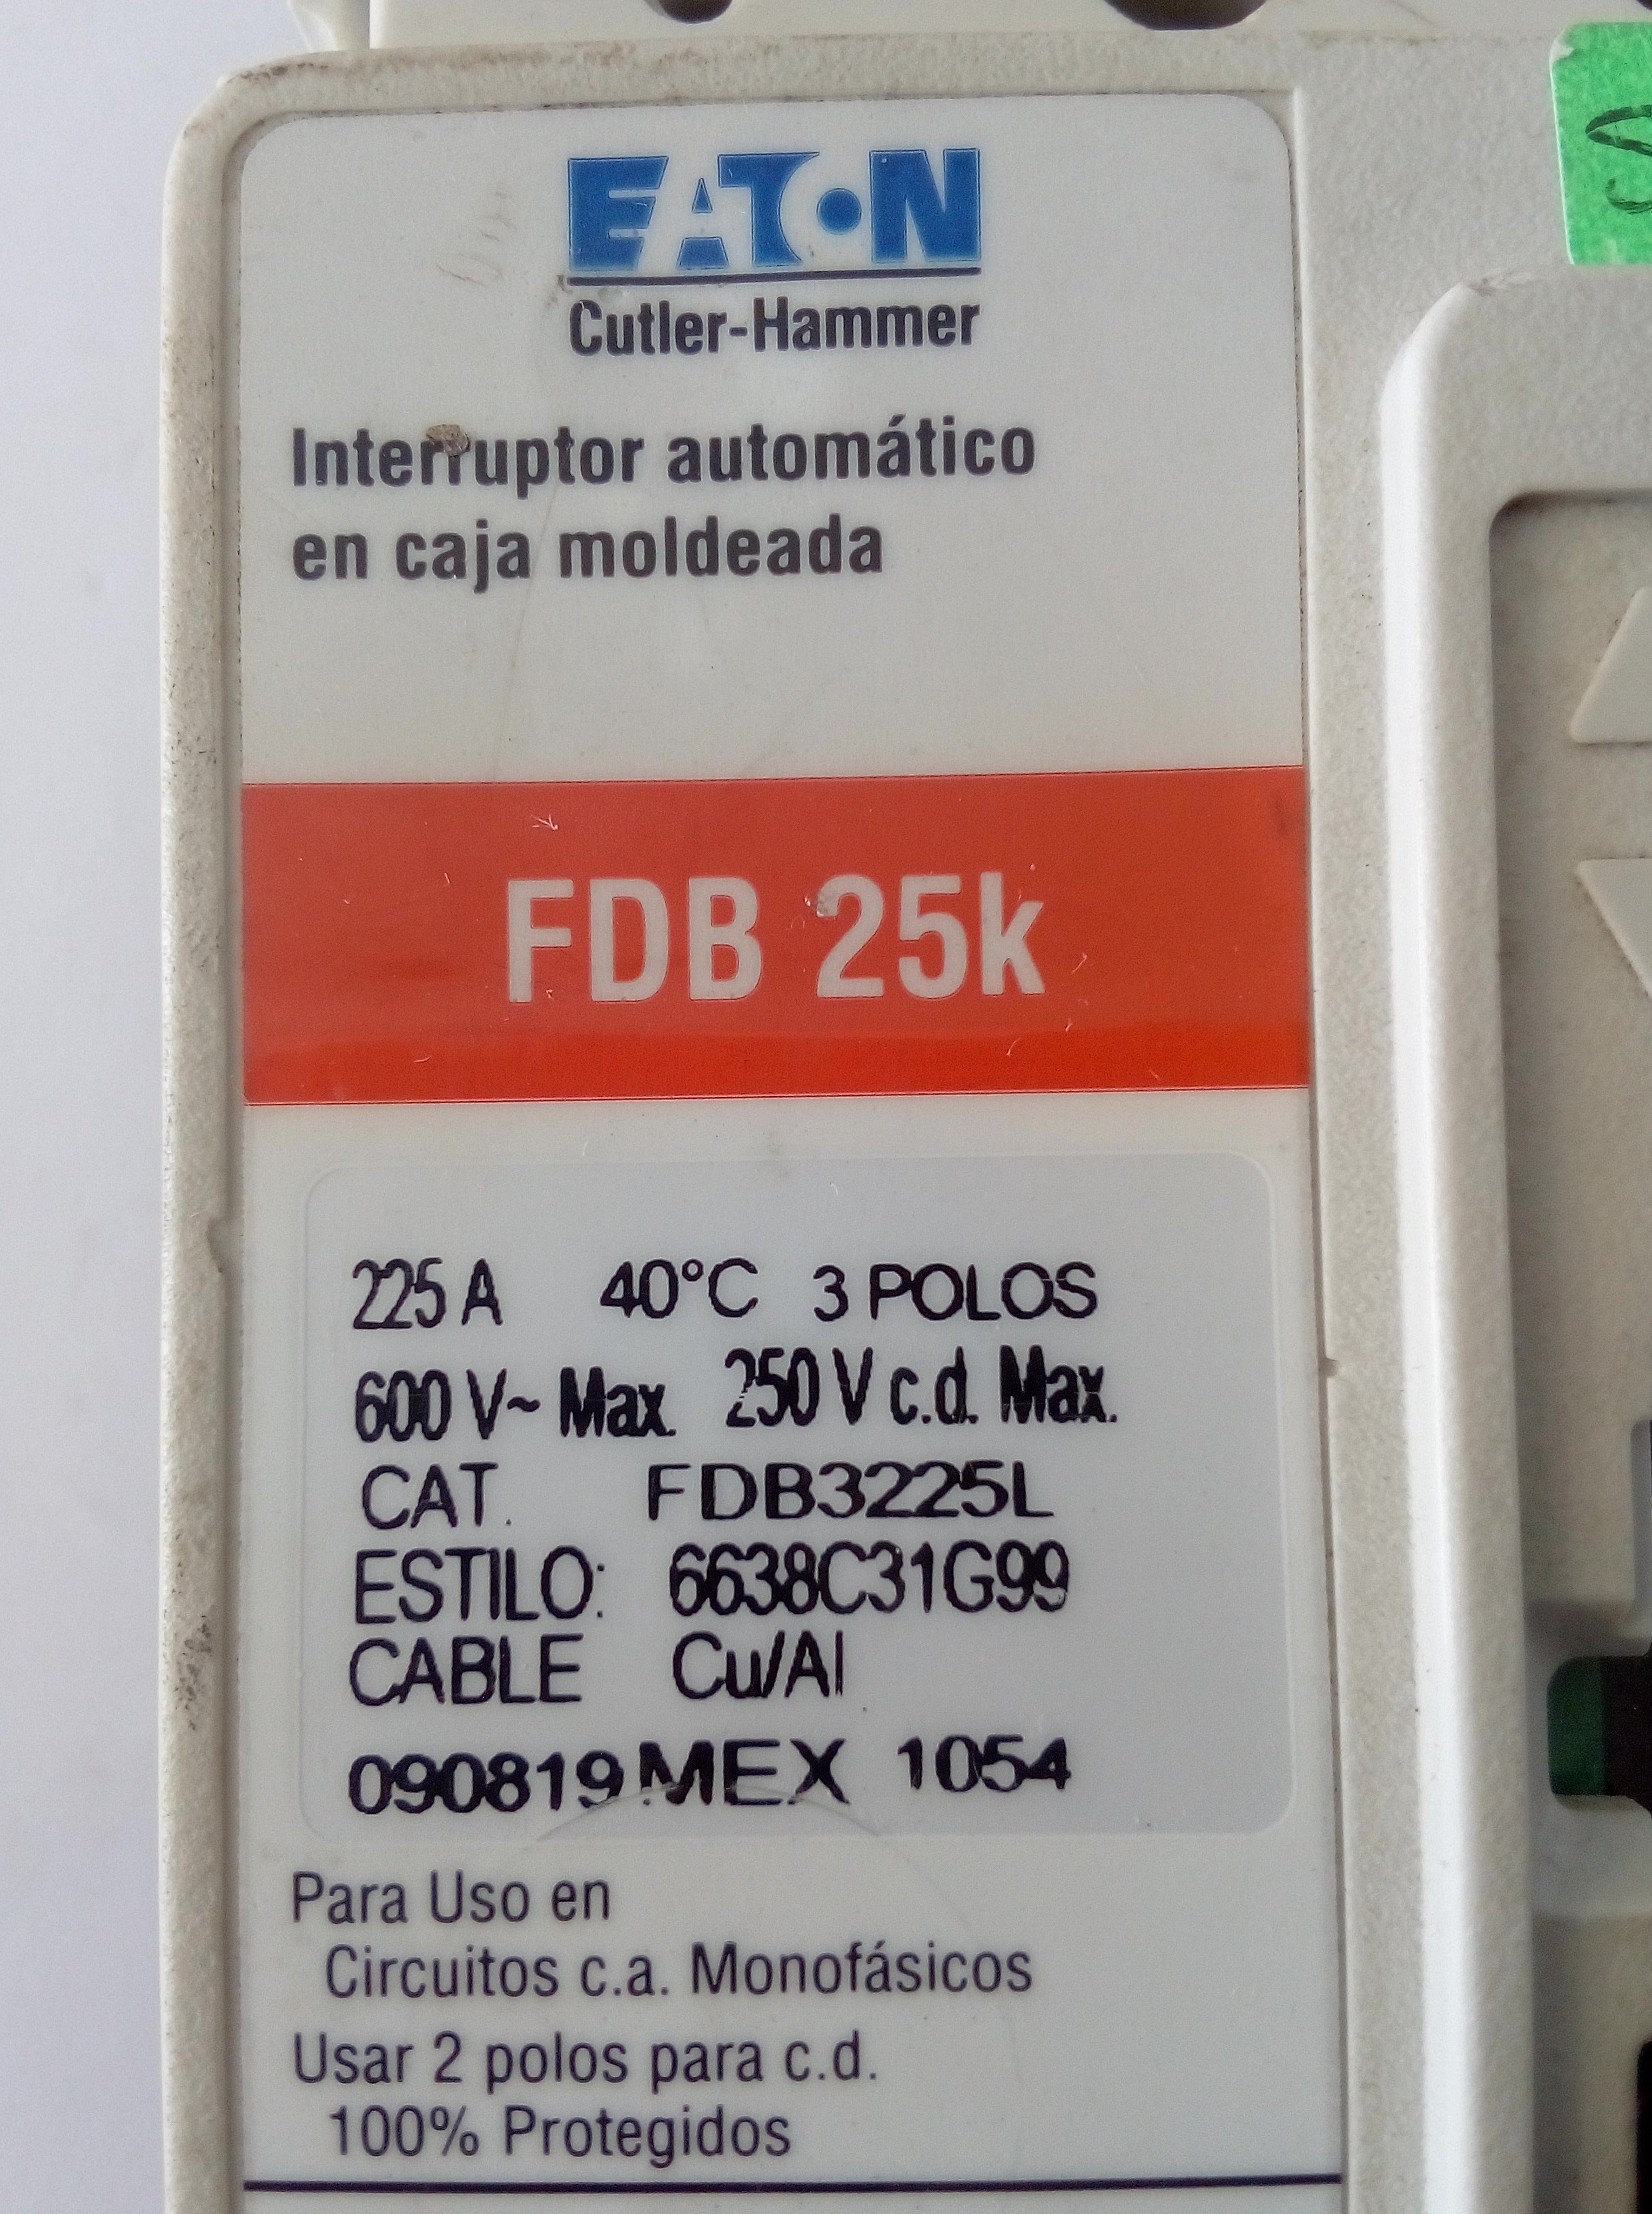 EATON
Cutler-Hammer
Interruptor automático
en caja moldeada
FDB 25k
225 A 40°C 3 POLOS
600 V~ Max. 250 V c.d. Max.
CAT. FDB3225L
ESTILO: 6638C31G99
CABLE Cu/Al
090819 MEX 1054
Para Uso en
Circuitos c.a. Monofásicos
Usar 2 polos para c.d.
100% Protegidos